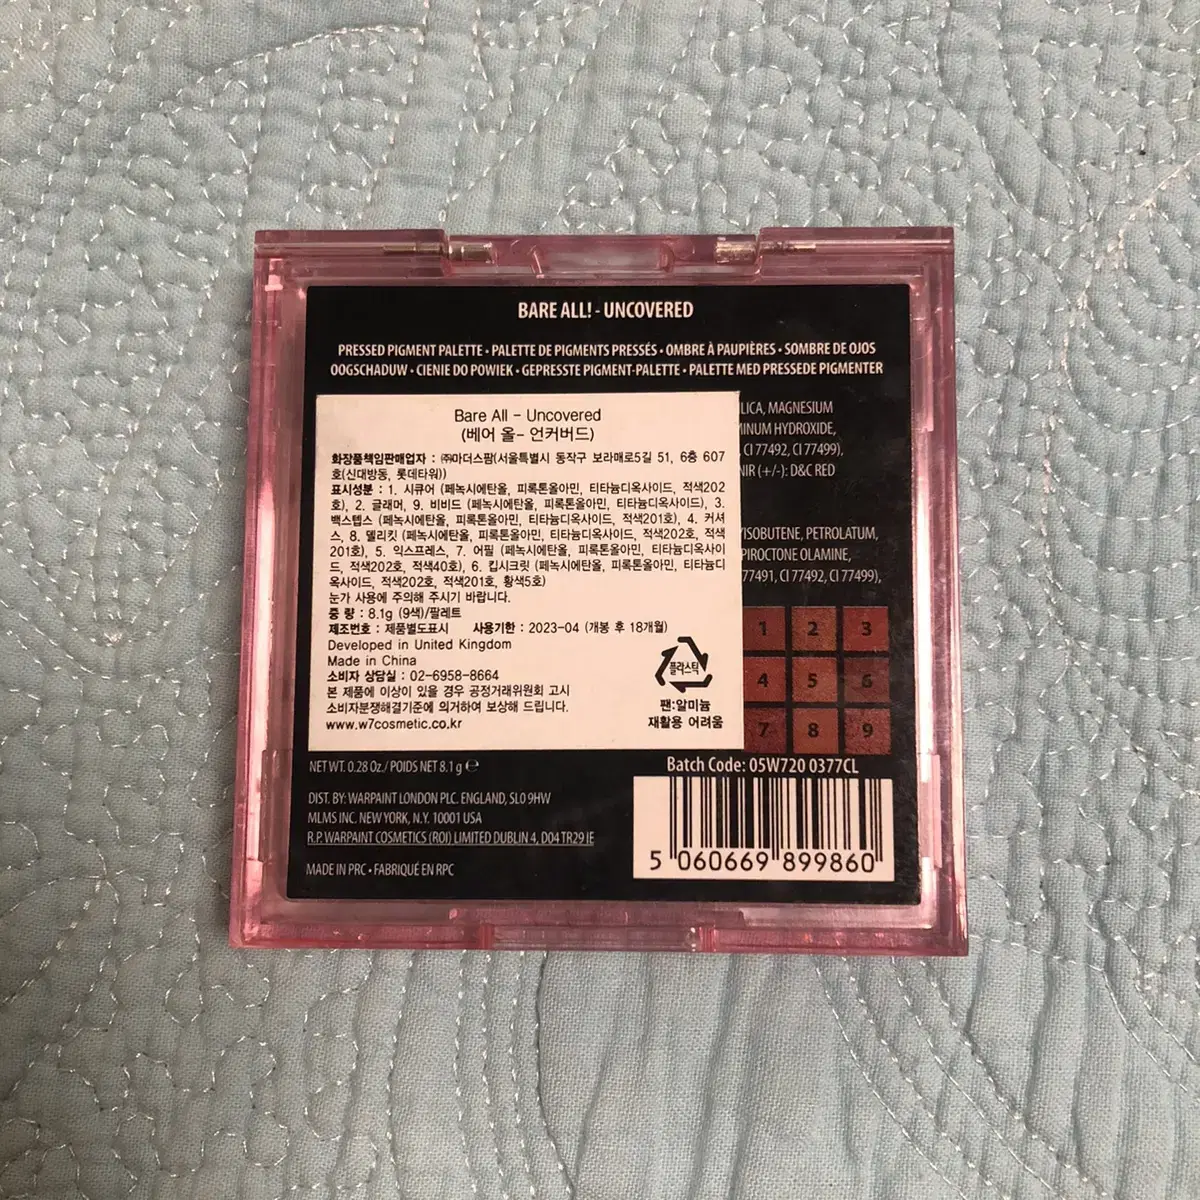 BARE ALL! - UNCOVERED
PRESSED PIGMENT PALETTE • PALETTE DE PIGMENTS PRESSÉS • OMBRE À PAUPIÈRES • SOMBRE DE OJOS
OOGSCHADUW • CIENIE DO POWIEK • GEPRESSTE PIGMENT-PALETTE • PALETTE MED PRESSEDE PIGMENTER
LICA, MAGNESIUM
MINUM HYDROXIDE,
CI 77492, CI 77499),
NIR (+/-): D&C RED
YISOBUTENE, PETROLATUM,
PIROCTONE OLAMINE,
77491, CI 77492, CI 77499),
Bare All - Uncovered
(베어 올- 언커버드)
화장품책임판매업자 : ㈜마더스팜(서울특별시 동작구 보라매로5길 51, 6층 607
호(신대방동, 롯데타워))
표시성분 : 1. 시큐어 (페녹시에탄올, 피록톤올아민, 티타늄디옥사이드, 적색202
호), 2. 글래머, 9. 비비드 (페녹시에탄올, 피록톤올아민, 티타늄디옥사이드), 3.
백스텝스 (페녹시에탄올, 피록톤올아민, 티타늄디옥사이드, 적색201호), 4. 커셔
스, 8. 델리킷 (페녹시에탄올, 피록톤올아민, 티타늄디옥사이드, 적색202호, 적색
201호), 5. 익스프레스, 7. 어필 (페녹시에탄올, 피록톤올아민, 티타늄디옥사이
드, 적색202호, 적색40호), 6. 킵시크릿 (페녹시에탄올, 피록톤올아민, 티타늄디
옥사이드, 적색202호, 적색201호, 황색5호)
눈가 사용에 주의해 주시기 바랍니다.
중 량 : 8.1g (9색)/팔레트
제조번호 : 제품별도표시 사용기한 : 2023-04 (개봉 후 18개월)
Developed in United Kingdom
Made in China
소비자 상담실 : 02-6958-8664
본 제품에 이상이 있을 경우 공정거래위원회 고시
소비자분쟁해결기준에 의거하여 보상해 드립니다.
www.w7cosmetic.co.kr
플라스틱
팬:알미늄
재활용 어려움
1 2 3
4 5 6
7 8 9
NET WT. 0.28 Oz./ POIDS NET 8.1 g ℮
Batch Code: 05W720 0377CL
DIST. BY: WARPAINT LONDON PLC. ENGLAND, SL0 9HW
MLMS INC. NEW YORK, N.Y. 10001 USA
R.P. WARPAINT COSMETICS (ROI) LIMITED DUBLIN 4, D04 TR29 IE
MADE IN PRC • FABRIQUÉ EN RPC
5 060669 899860